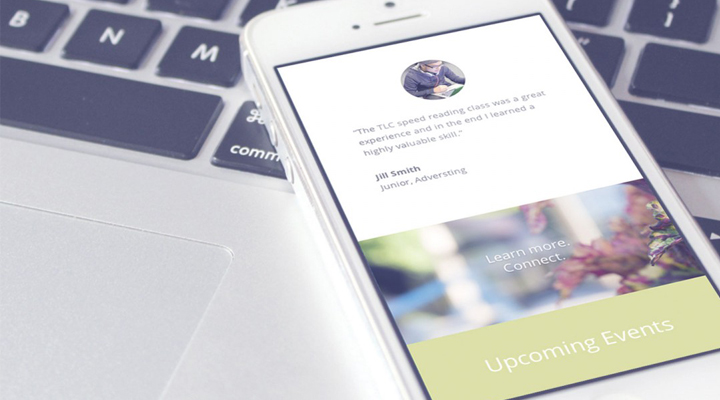 B
N
M
⌘
comm
"The TLC speed reading class was a great
experience and in the end I learned a
highly valuable skill."
Jill Smith
Junior, Adversting
Learn more.
Connect.
Upcoming Events